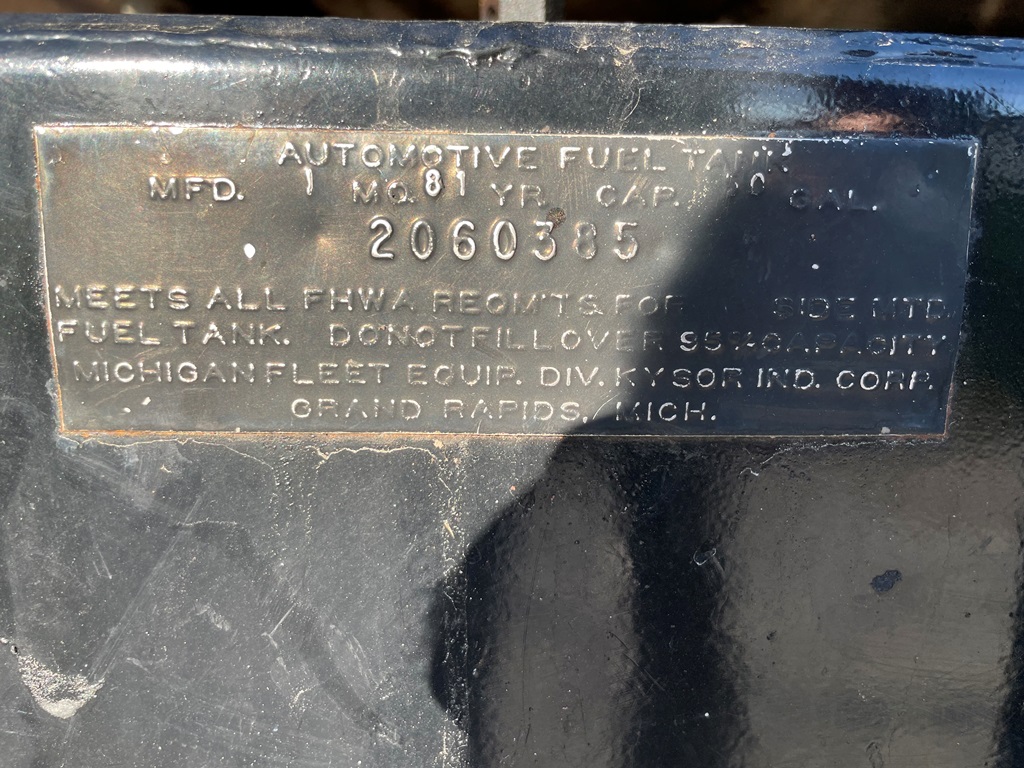 AUTOMOTIVE FUEL TANK
MFD. 1 MO. 81 YR. CAP. GAL.
2060385
MEETS ALL FHWA REQM'TS FOR SIDE MTD.
FUEL TANK. DO NOT FILL OVER 95% CAPACITY
MICHIGAN FLEET EQUIP. DIV. KYSOR IND. CORP.
GRAND RAPIDS, MICH.